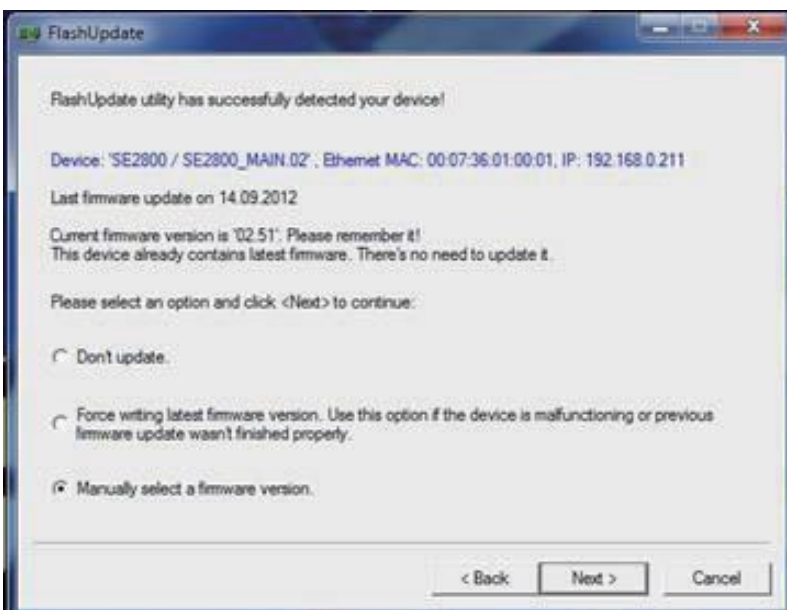 FlashUpdate
FlashUpdate utility has successfully detected your device!
Device: 'SE2800 / SE2800_MAIN.02' , Ethernet MAC: 00:07:36:01:00:01, IP: 192.168.0.211
Last firmware update on 14.09.2012
Current firmware version is '02.51'. Please remember it!
This device already contains latest firmware. There's no need to update it.
Please select an option and click <Next> to continue:
Don't update.
Force writing latest firmware version. Use this option if the device is malfunctioning or previous
firmware update wasn't finished properly.
Manually select a firmware version.
< Back
Next >
Cancel